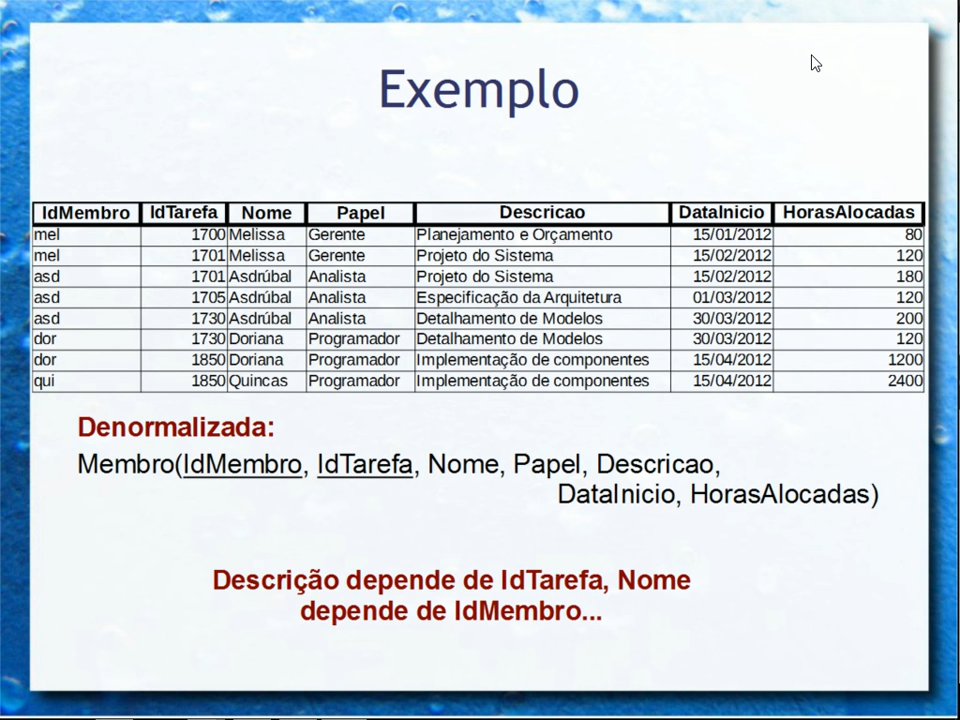 Exemplo
IdMembro IdTarefa Nome Papel Descricao DataInicio HorasAlocadas
mel 1700 Melissa Gerente Planejamento e Orçamento 15/01/2012 80
mel 1701 Melissa Gerente Projeto do Sistema 15/02/2012 120
asd 1701 Asdrúbal Analista Projeto do Sistema 15/02/2012 180
asd 1705 Asdrúbal Analista Especificação da Arquitetura 01/03/2012 120
asd 1730 Asdrúbal Analista Detalhamento de Modelos 30/03/2012 200
dor 1730 Doriana Programador Detalhamento de Modelos 30/03/2012 120
dor 1850 Doriana Programador Implementação de componentes 15/04/2012 1200
qui 1850 Quincas Programador Implementação de componentes 15/04/2012 2400
Denormalizada:
Membro(IdMembro, IdTarefa, Nome, Papel, Descricao,
DataInicio, HorasAlocadas)
Descrição depende de IdTarefa, Nome
depende de IdMembro...